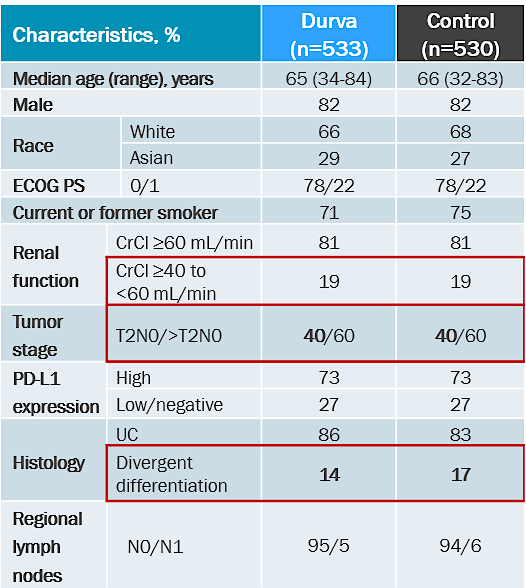 Characteristics, % Durva (n=533) Control (n=530)
Median age (range), years 65 (34-84) 66 (32-83)
Male 82 82
Race White 66 68
Asian 29 27
ECOG PS 0/1 78/22 78/22
Current or former smoker 71 75
Renal function CrCl ≥60 mL/min 81 81
CrCl ≥40 to <60 mL/min 19 19
Tumor stage T2N0/>T2N0 40/60 40/60
PD-L1 expression High 73 73
Low/negative 27 27
Histology UC 86 83
Divergent differentiation 14 17
Regional lymph nodes N0/N1 95/5 94/6